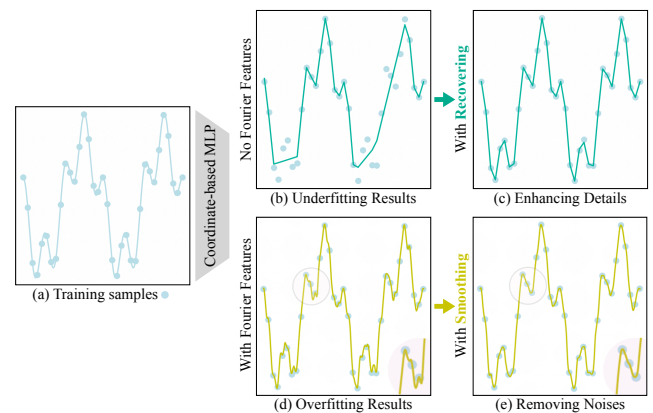 (a) Training samples
Coordinate-based MLP
No Fourier Features
(b) Underfitting Results
With Recovering
(c) Enhancing Details
With Fourier Features
(d) Overfitting Results
With Smoothing
(e) Removing Noises